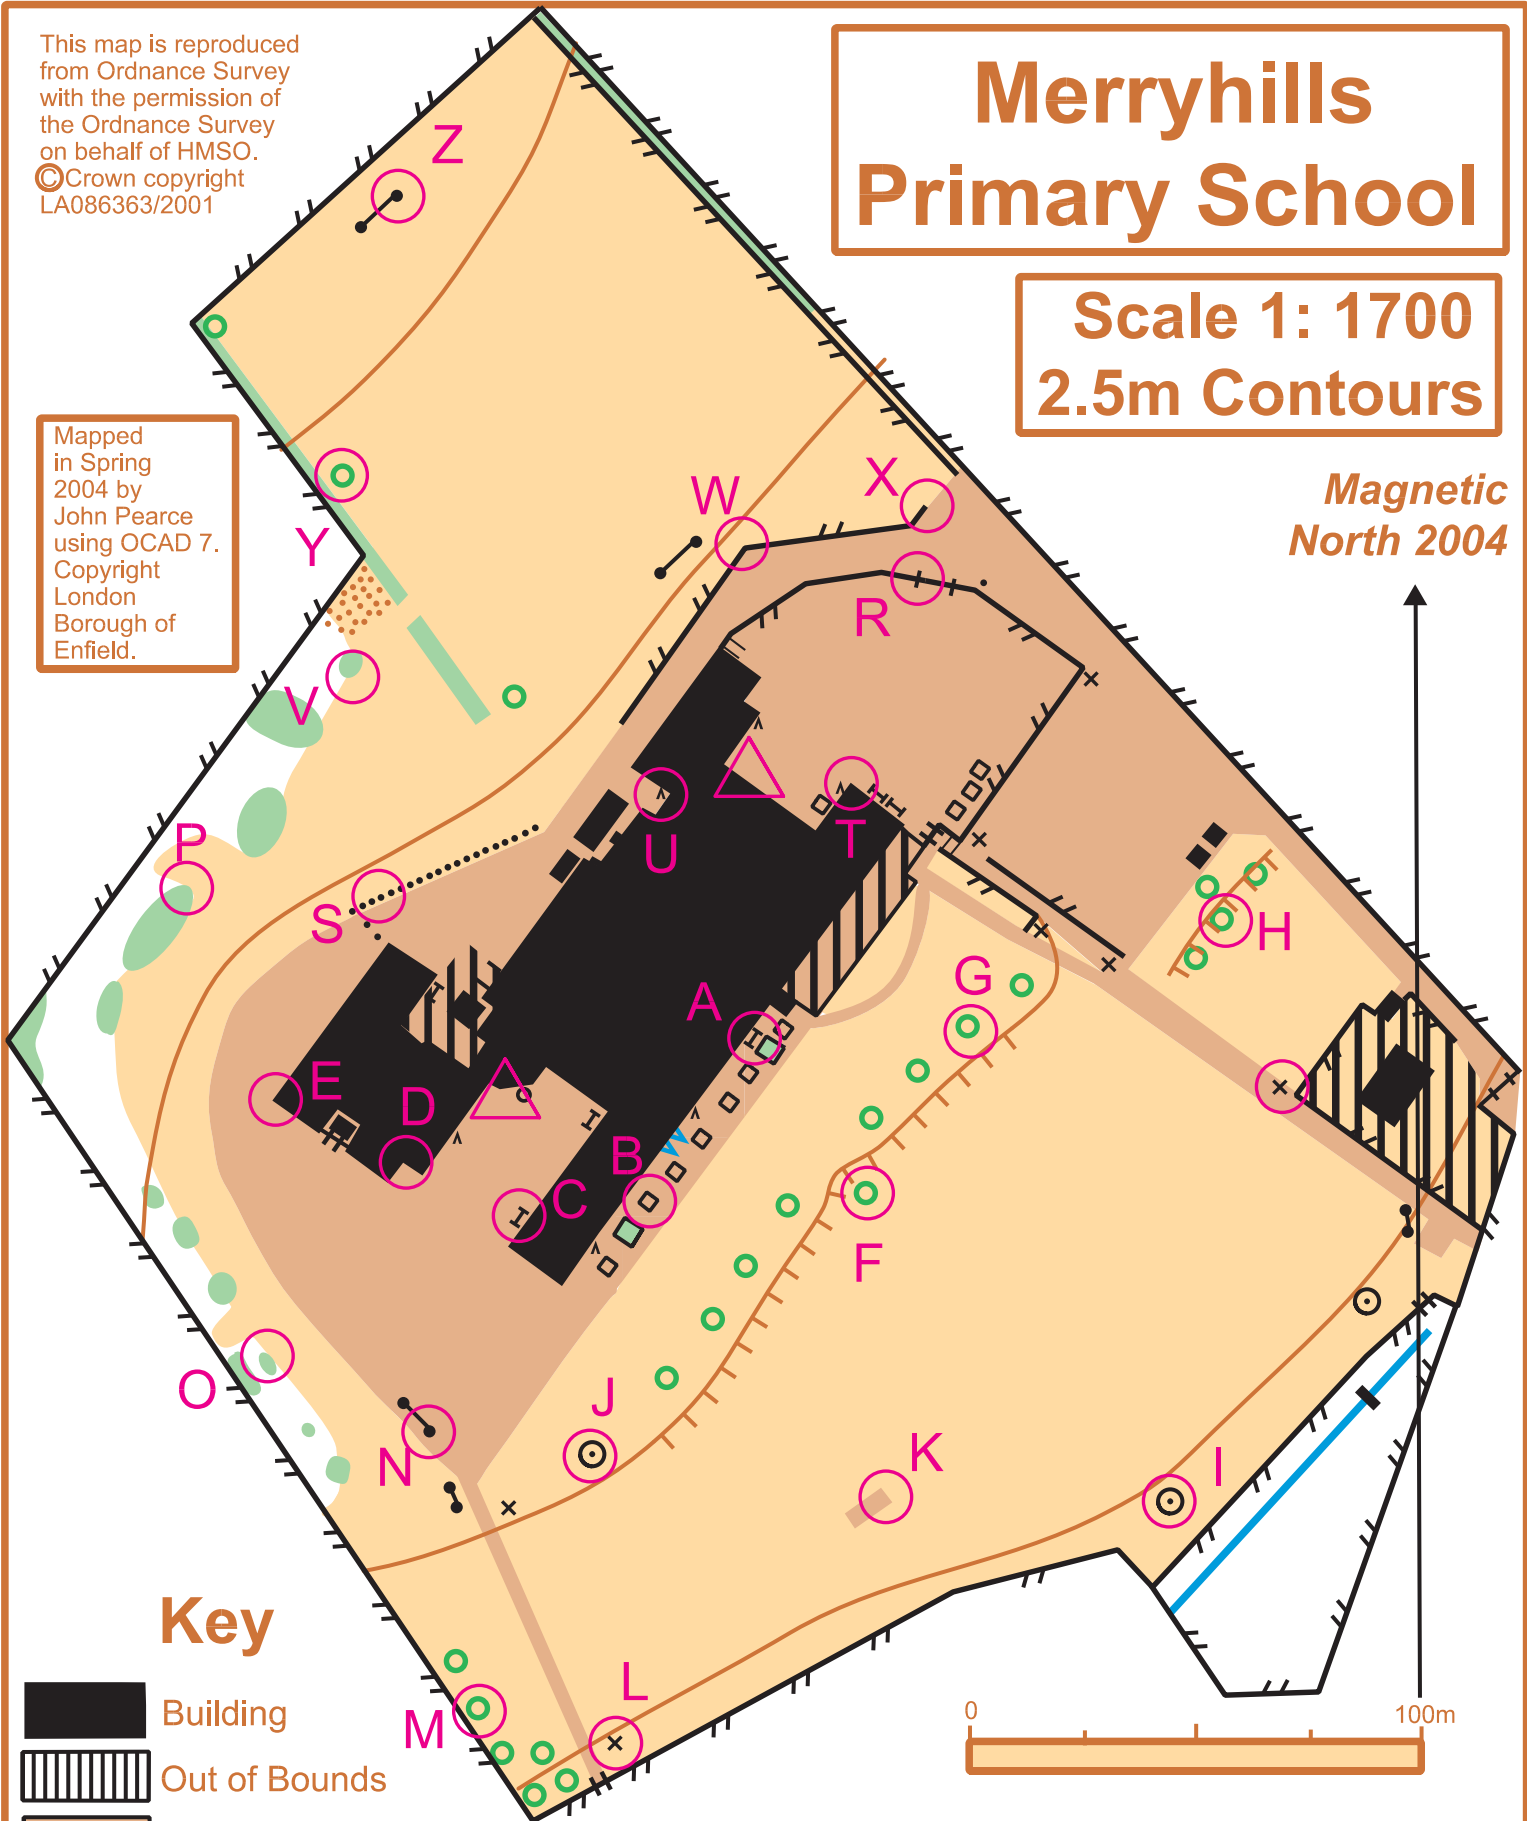 This map is reproduced
from Ordnance Survey
with the permission of
the Ordnance Survey
on behalf of HMSO.
©Crown copyright
LA086363/2001
Merryhills
Primary School
Scale 1: 1700
2.5m Contours
Magnetic
North 2004
Mapped
in Spring
2004 by
John Pearce
using OCAD 7.
Copyright
London
Borough of
Enfield.
Z
Y
W
X
R
V
P
S
U
T
H
G
A
E
D
B
C
F
O
N
J
K
I
M
L
Key
Building
Out of Bounds
0
100m